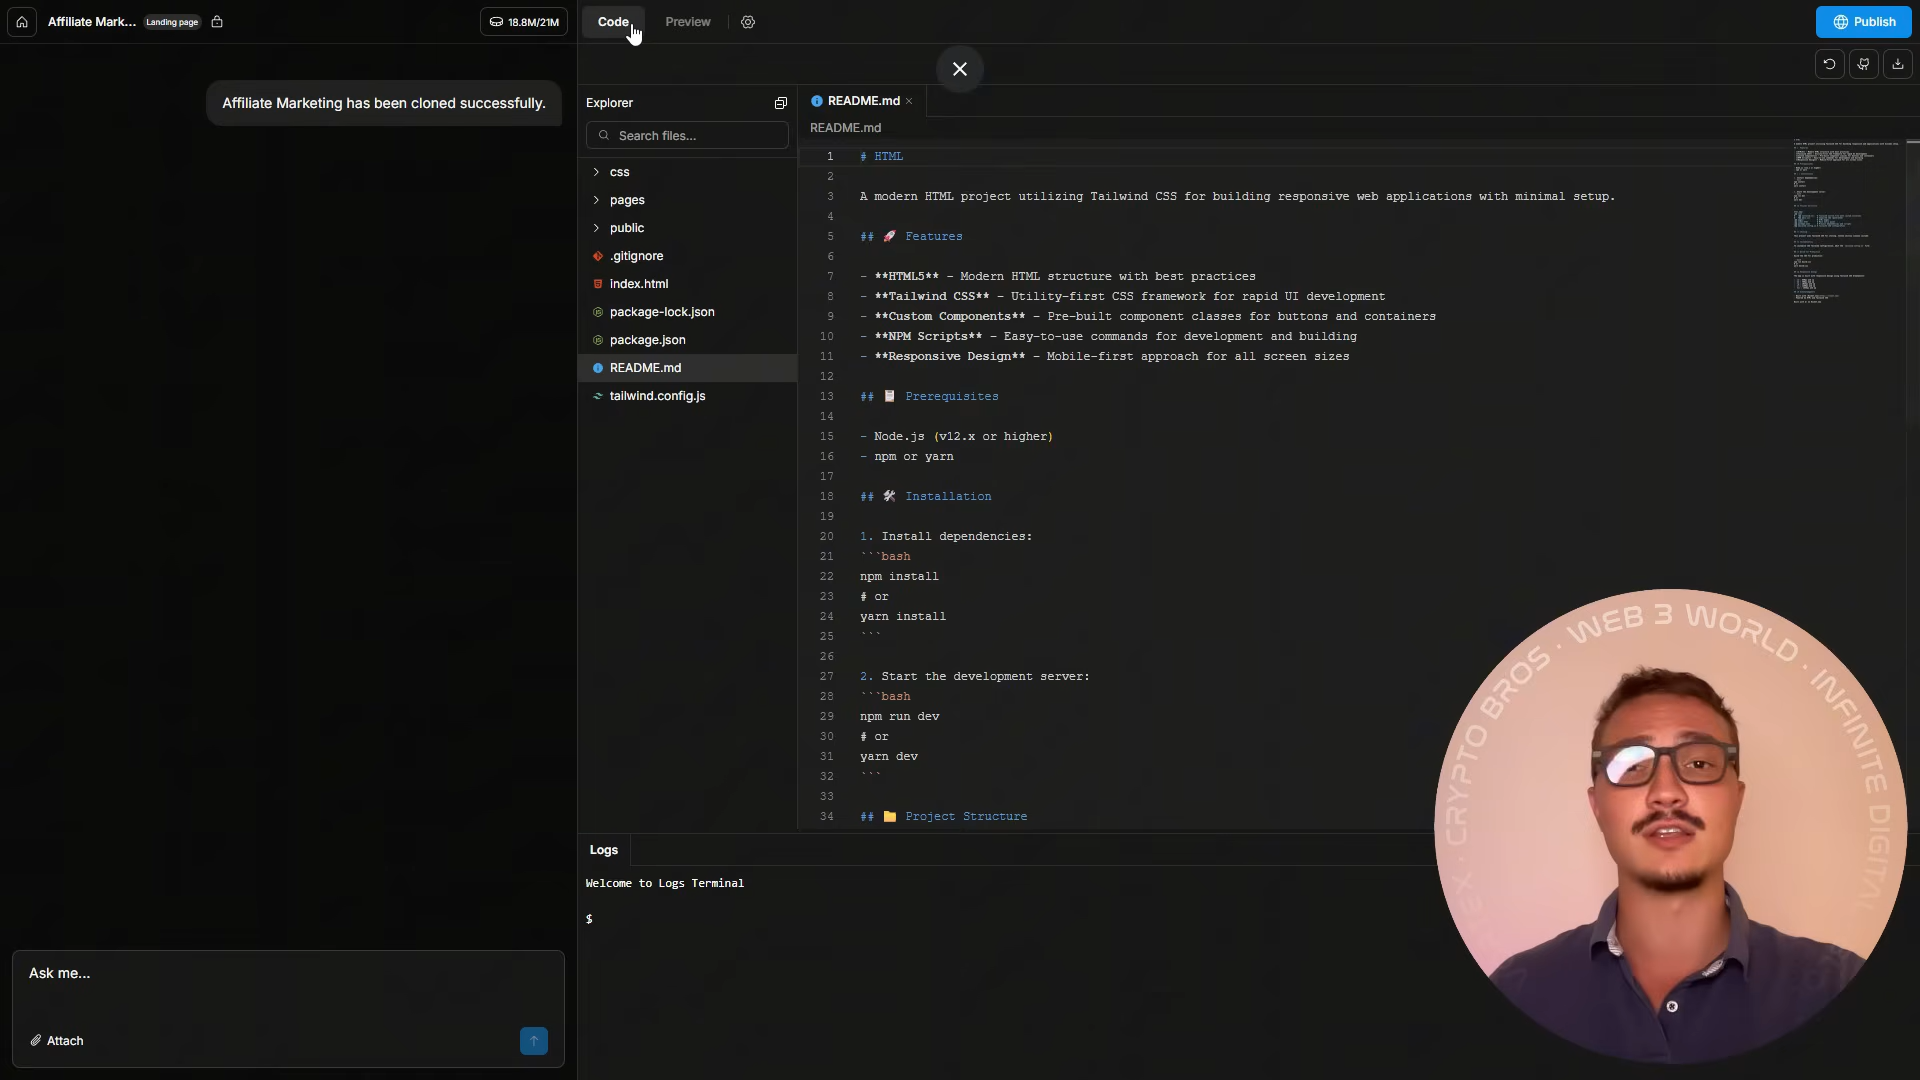 Affiliate Mark...
Landing page
18.8M/21M
Code
Preview
Publish
Affiliate Marketing has been cloned successfully.
Explorer
Search files...
css
pages
public
.gitignore
index.html
package-lock.json
package.json
README.md
tailwind.config.js
README.md
README.md
1 # HTML
2
3 A modern HTML project utilizing Tailwind CSS for building responsive web applications with minimal setup.
4
5 ## 🚀 Features
6
7 - **HTML5** - Modern HTML structure with best practices
8 - **Tailwind CSS** - Utility-first CSS framework for rapid UI development
9 - **Custom Components** - Pre-built component classes for buttons and containers
10 - **NPM Scripts** - Easy-to-use commands for development and building
11 - **Responsive Design** - Mobile-first approach for all screen sizes
12
13 ## 📋 Prerequisites
14
15 - Node.js (v12.x or higher)
16 - npm or yarn
17
18 ## 🛠️ Installation
19
20 1. Install dependencies:
21 ```bash
22 npm install
23 # or
24 yarn install
25 ```
26
27 2. Start the development server:
28 ```bash
29 npm run dev
30 # or
31 yarn dev
32 ```
33
34 ## 📁 Project Structure
Logs
Welcome to Logs Terminal
$
Ask me...
Attach
· CRYPTO BROS · WEB 3 WORLD · INFINITE DIGITAL